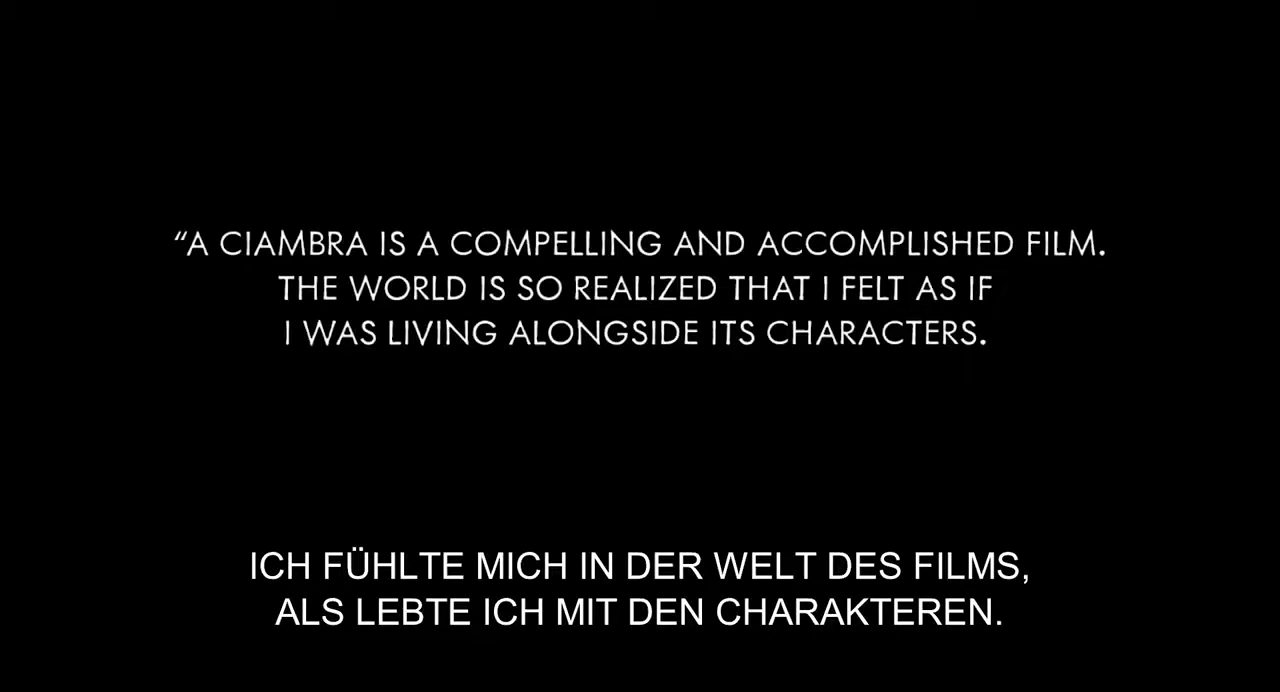 “A CIAMBRA IS A COMPELLING AND ACCOMPLISHED FILM.
THE WORLD IS SO REALIZED THAT I FELT AS IF
I WAS LIVING ALONGSIDE ITS CHARACTERS.
ICH FÜHLTE MICH IN DER WELT DES FILMS,
ALS LEBTE ICH MIT DEN CHARAKTEREN.